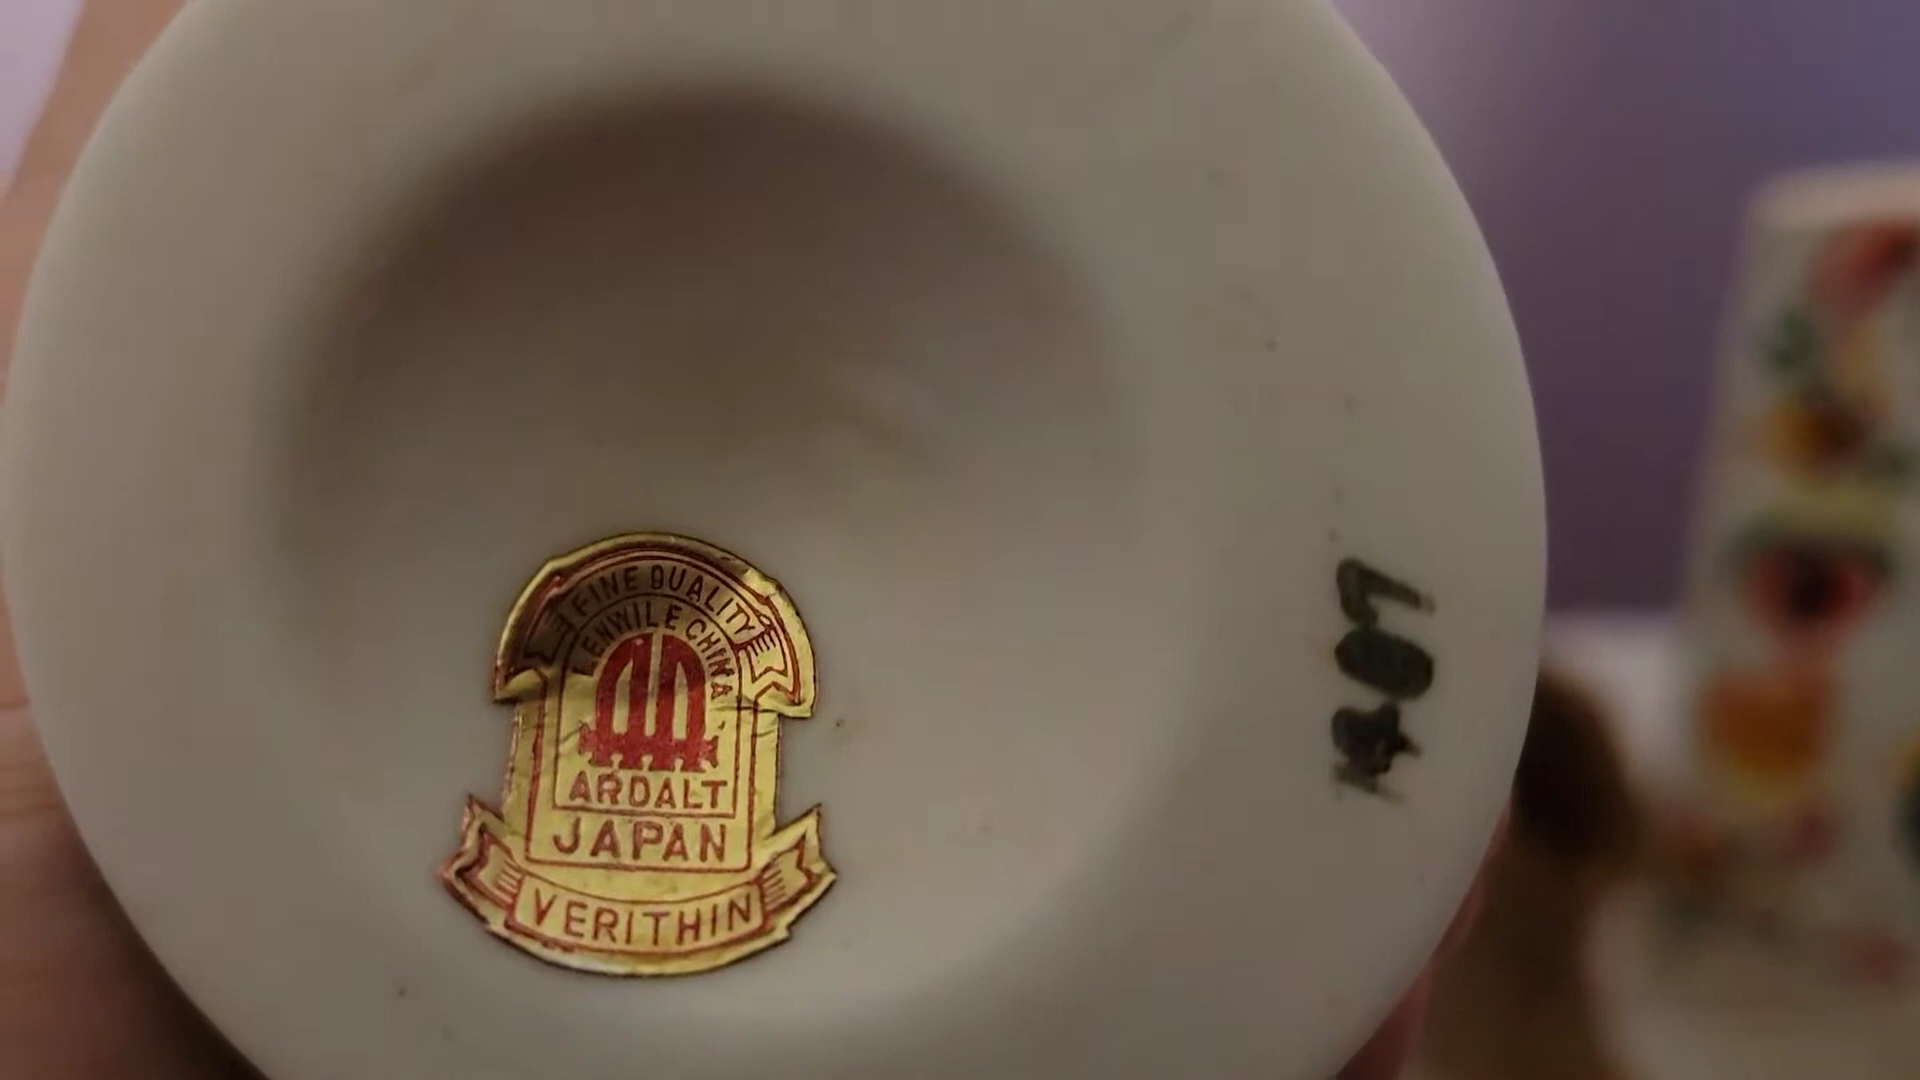 FINE QUALITY
LENWILE CHINA
ARDALT
JAPAN
VERITHIN